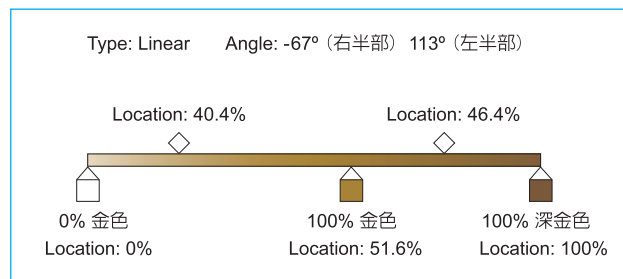 Type: Linear Angle: -67º（右半部） 113º（左半部）
Location: 40.4% Location: 46.4%
0% 金色 100% 金色 100% 深金色
Location: 0% Location: 51.6% Location: 100%